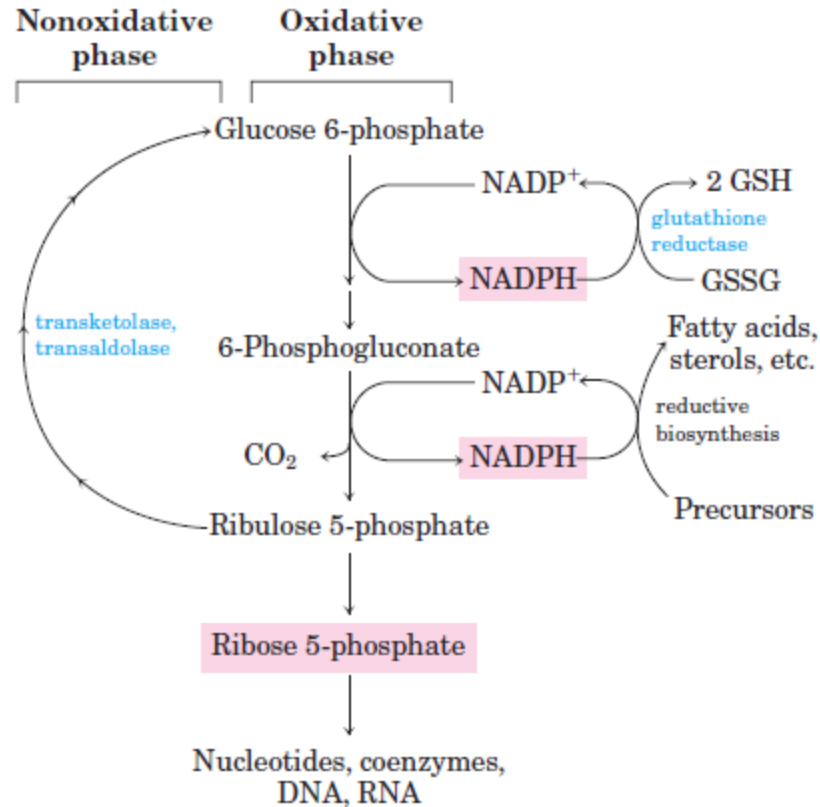 Nonoxidative
phase
Oxidative
phase
Glucose 6-phosphate
NADP⁺
2 GSH
glutathione
reductase
NADPH
GSSG
transketolase,
transaldolase
6-Phosphogluconate
Fatty acids,
sterols, etc.
NADP⁺
reductive
biosynthesis
CO₂
NADPH
Precursors
Ribulose 5-phosphate
Ribose 5-phosphate
Nucleotides, coenzymes,
DNA, RNA